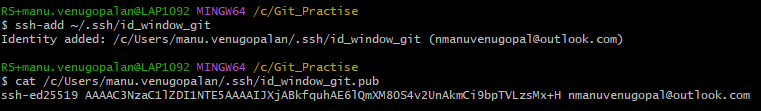 RS+manu.venugopalan@LAP1092 MINGW64 /c/Git_Practise
$ ssh-add ~/.ssh/id_window_git
Identity added: /c/Users/manu.venugopalan/.ssh/id_window_git (nmanuvenugopal@outlook.com)
RS+manu.venugopalan@LAP1092 MINGW64 /c/Git_Practise
$ cat /c/Users/manu.venugopalan/.ssh/id_window_git.pub
ssh-ed25519 AAAAC3NzaC1lZDI1NTE5AAAAIJXjABkfquhAE6lQmXM8OS4v2UnAkmCi9bpTVLzsMx+H nmanuvenugopal@outlook.com